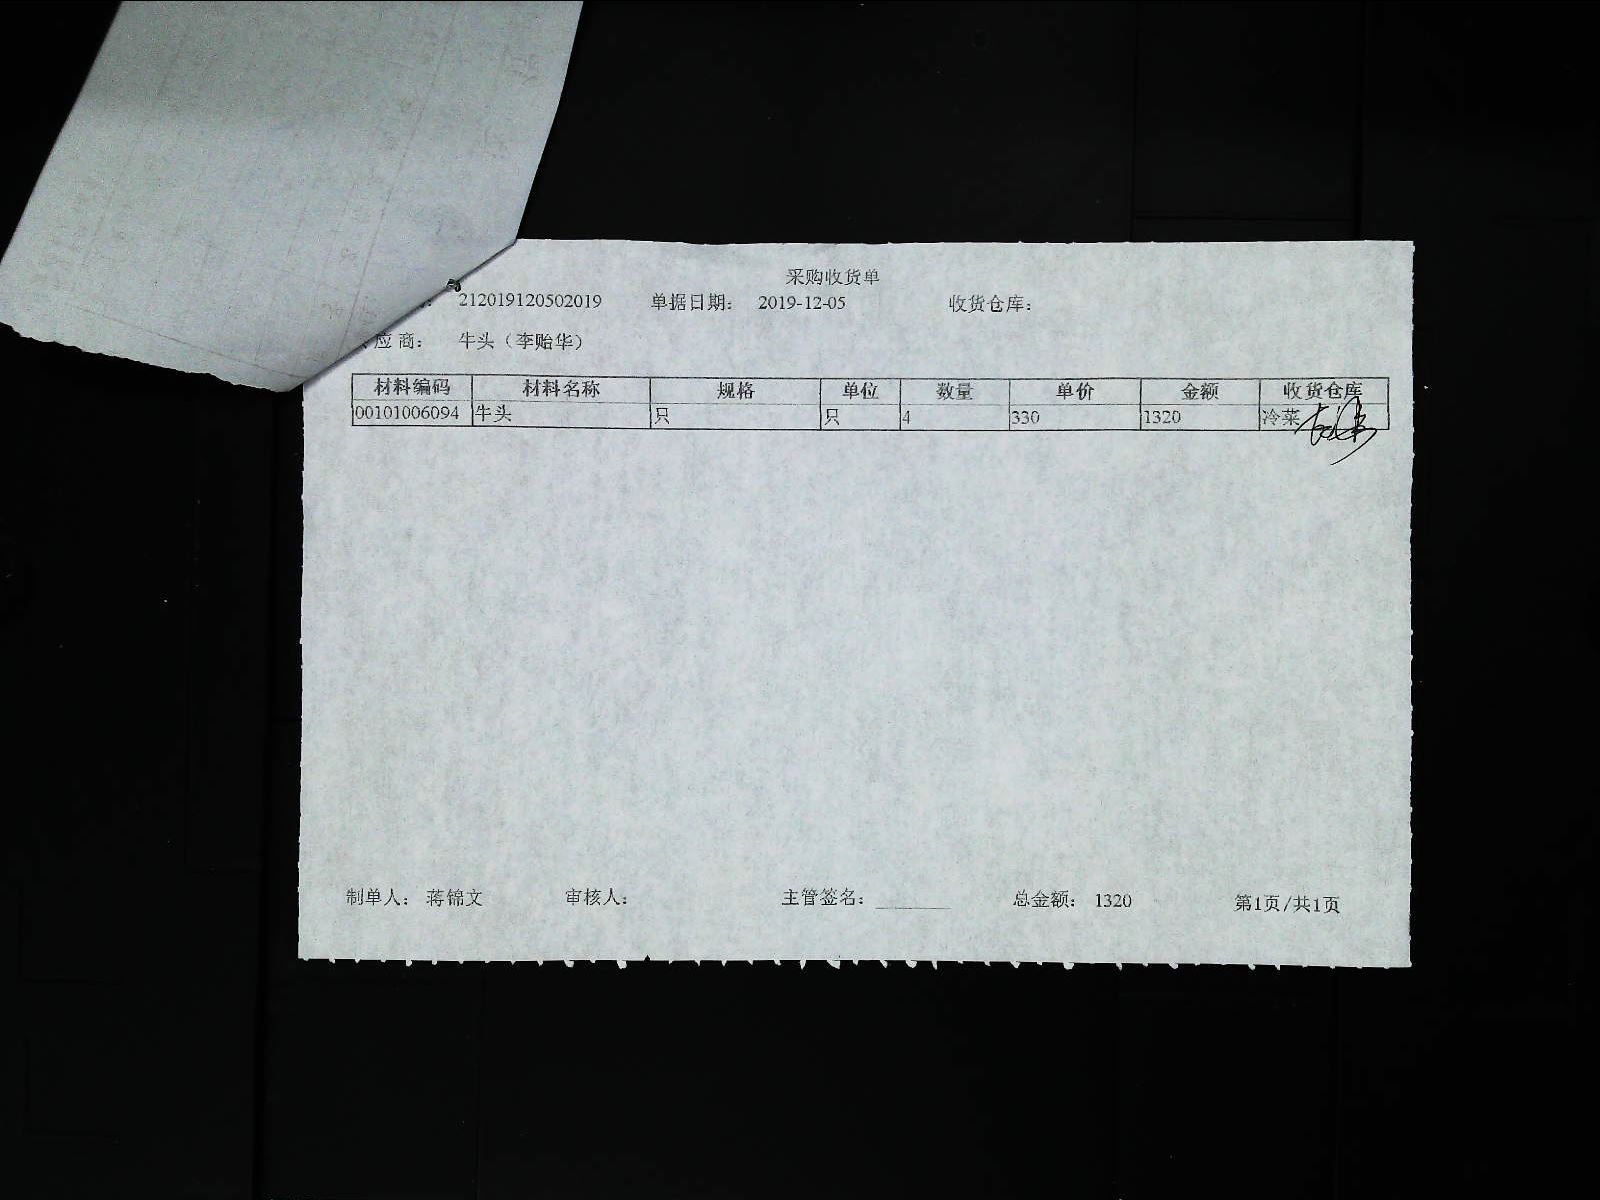 采购收货单
212019120502019 单据日期: 2019-12-05 收货仓库:
应商: 牛头（李贻华）
材料编码 材料名称 规格 单位 数量 单价 金额 收货仓库
00101006094 牛头 只 只 4 330 1320 冷菜
制单人: 蒋锦文 审核人: 主管签名: ________ 总金额: 1320 第1页/共1页